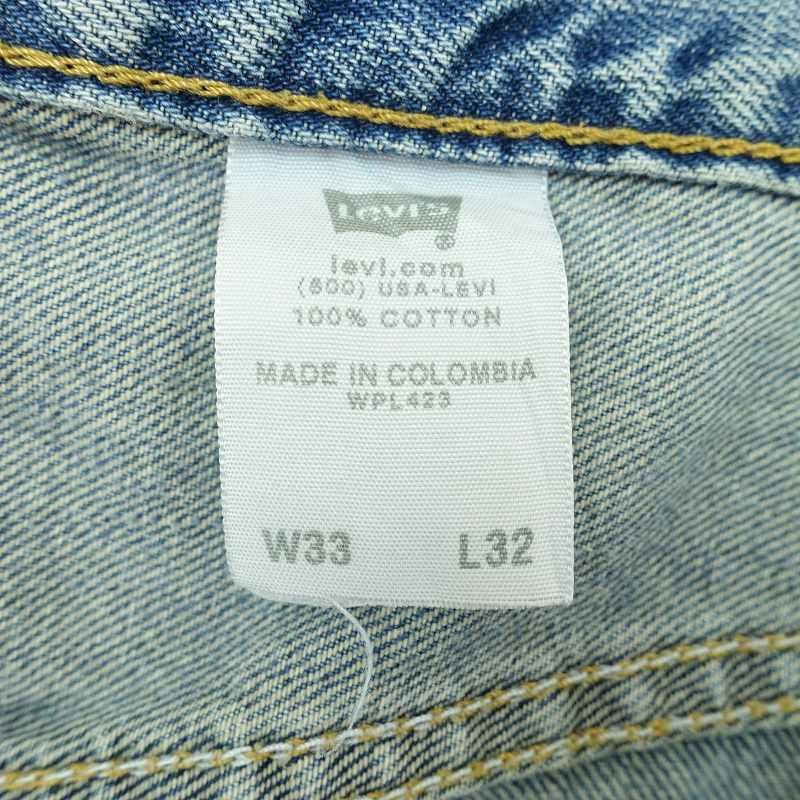 Levi's®
levi.com
(800) USA-LEVI
100% COTTON
MADE IN COLOMBIA
WPL423
W33 L32